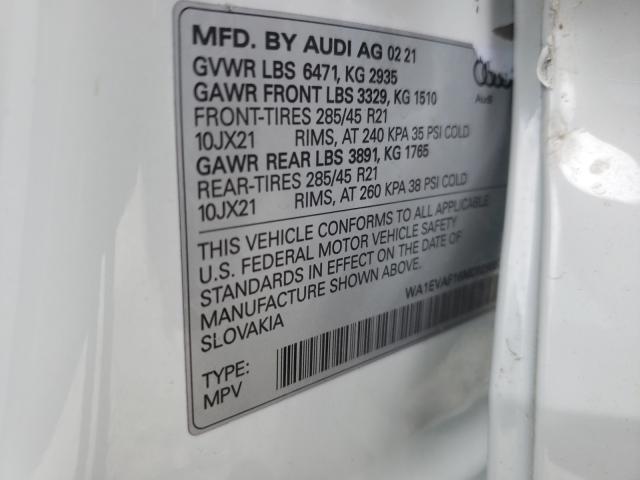 MFD. BY AUDI AG 02 21
GVWR LBS 6471, KG 2935
GAWR FRONT LBS 3329, KG 1510
FRONT-TIRES 285/45 R21
10JX21 RIMS, AT 240 KPA 35 PSI COLD
GAWR REAR LBS 3891, KG 1765
REAR-TIRES 285/45 R21
10JX21 RIMS, AT 260 KPA 38 PSI COLD
Audi
THIS VEHICLE CONFORMS TO ALL APPLICABLE
U.S. FEDERAL MOTOR VEHICLE SAFETY
STANDARDS IN EFFECT ON THE DATE OF
MANUFACTURE SHOWN ABOVE.
SLOVAKIA
TYPE:
MPV